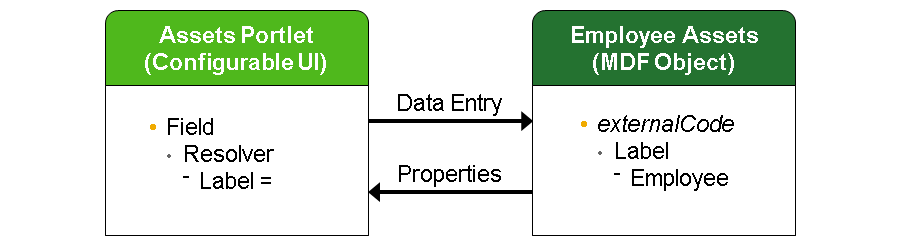 Assets Portlet
(Configurable UI)
• Field
• Resolver
- Label =
Data Entry
Properties
Employee Assets
(MDF Object)
• externalCode
• Label
- Employee